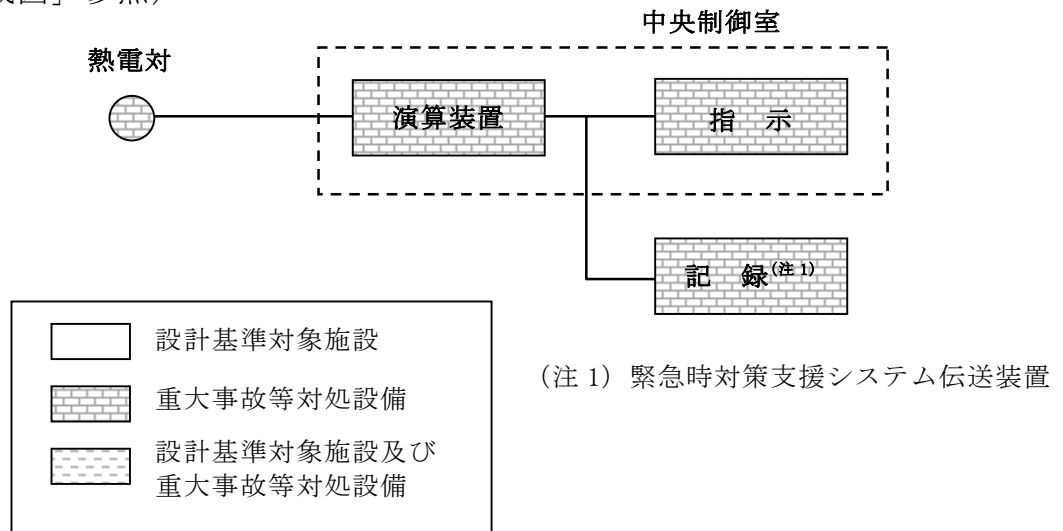 図」参照）
中央制御室
熱電対
演算装置
指　示
記　録(注 1)
設計基準対象施設
（注 1）緊急時対策支援システム伝送装置
重大事故等対処設備
設計基準対象施設及び
重大事故等対処設備